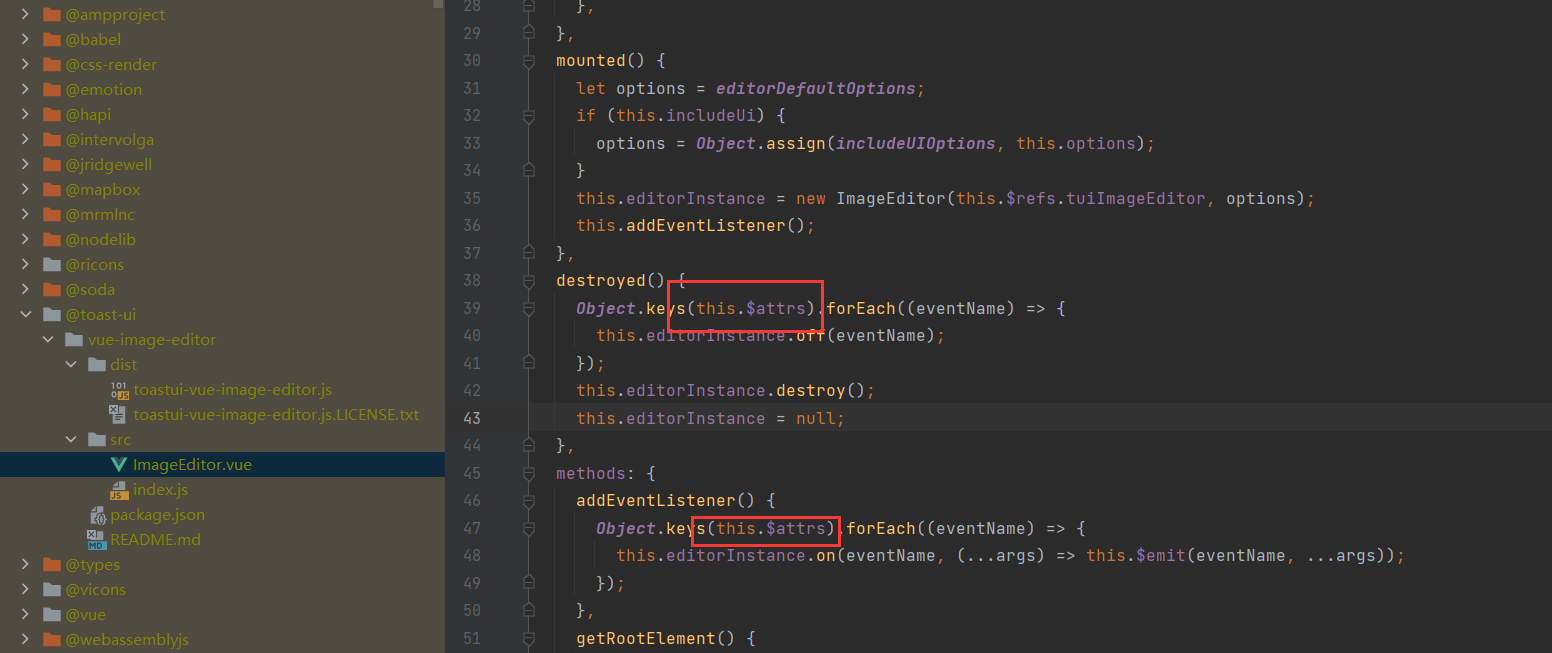 @ampproject
@babel
@css-render
@emotion
@hapi
@intervolga
@jridgewell
@mapbox
@mrmlnc
@nodelib
@ricons
@soda
@toast-ui
vue-image-editor
dist
toastui-vue-image-editor.js
toastui-vue-image-editor.js.LICENSE.txt
src
ImageEditor.vue
index.js
package.json
README.md
@types
@vicons
@vue
@webassemblyjs
28 },
29 },
30 mounted() {
31 let options = editorDefaultOptions;
32 if (this.includeUi) {
33 options = Object.assign(includeUIOptions, this.options);
34 }
35 this.editorInstance = new ImageEditor(this.$refs.tuiImageEditor, options);
36 this.addEventListener();
37 },
38 destroyed() {
39 Object.keys(this.$attrs).forEach((eventName) => {
40 this.editorInstance.off(eventName);
41 });
42 this.editorInstance.destroy();
43 this.editorInstance = null;
44 },
45 methods: {
46 addEventListener() {
47 Object.keys(this.$attrs).forEach((eventName) => {
48 this.editorInstance.on(eventName, (...args) => this.$emit(eventName, ...args));
49 });
50 },
51 getRootElement() {